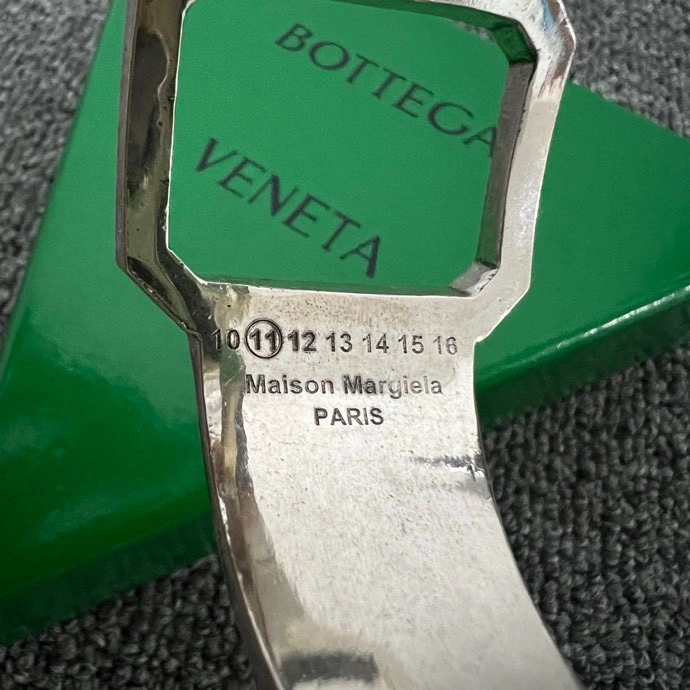 BOTTEGA
VENETA
10 11 12 13 14 15 16
Maison Margiela
PARIS